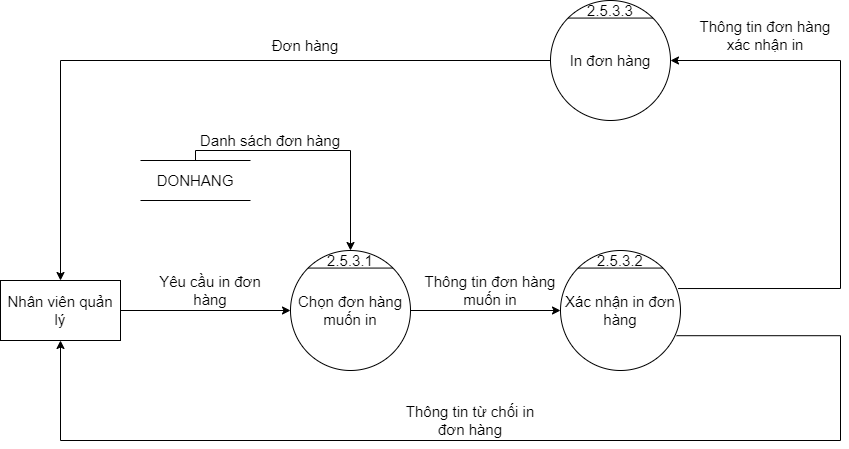 2.5.3.3
In đơn hàng
Thông tin đơn hàng
xác nhận in
Đơn hàng
Danh sách đơn hàng
DONHANG
Nhân viên quản
lý
Yêu cầu in đơn
hàng
2.5.3.1
Chọn đơn hàng
muốn in
Thông tin đơn hàng
muốn in
2.5.3.2
Xác nhận in đơn
hàng
Thông tin từ chối in
đơn hàng